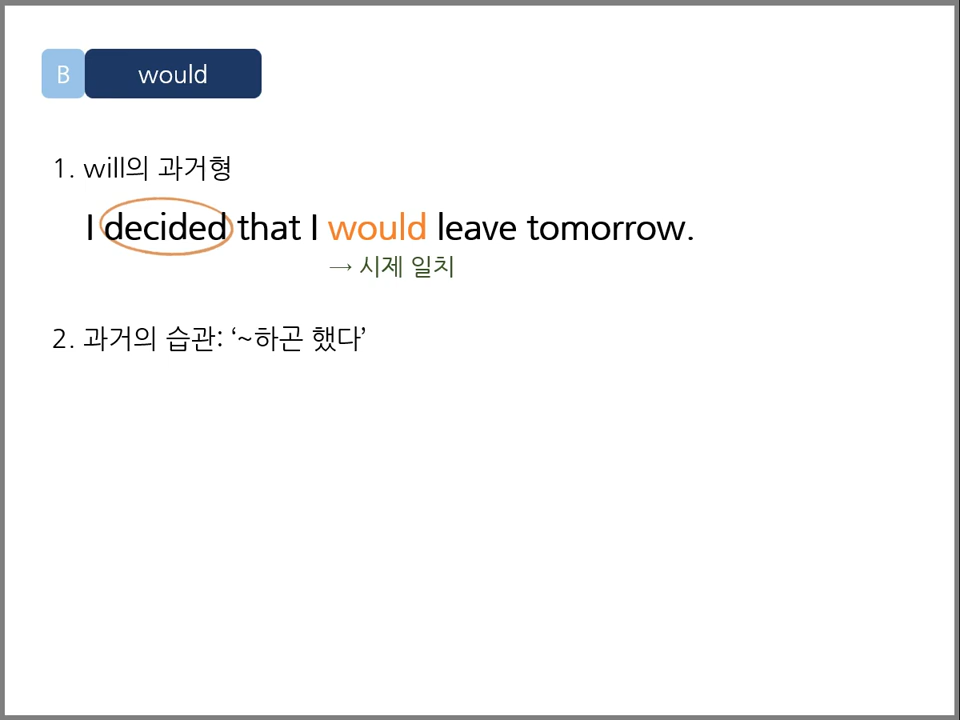 B would
1. will의 과거형
I decided that I would leave tomorrow.
→ 시제 일치
2. 과거의 습관: ‘~하곤 했다’